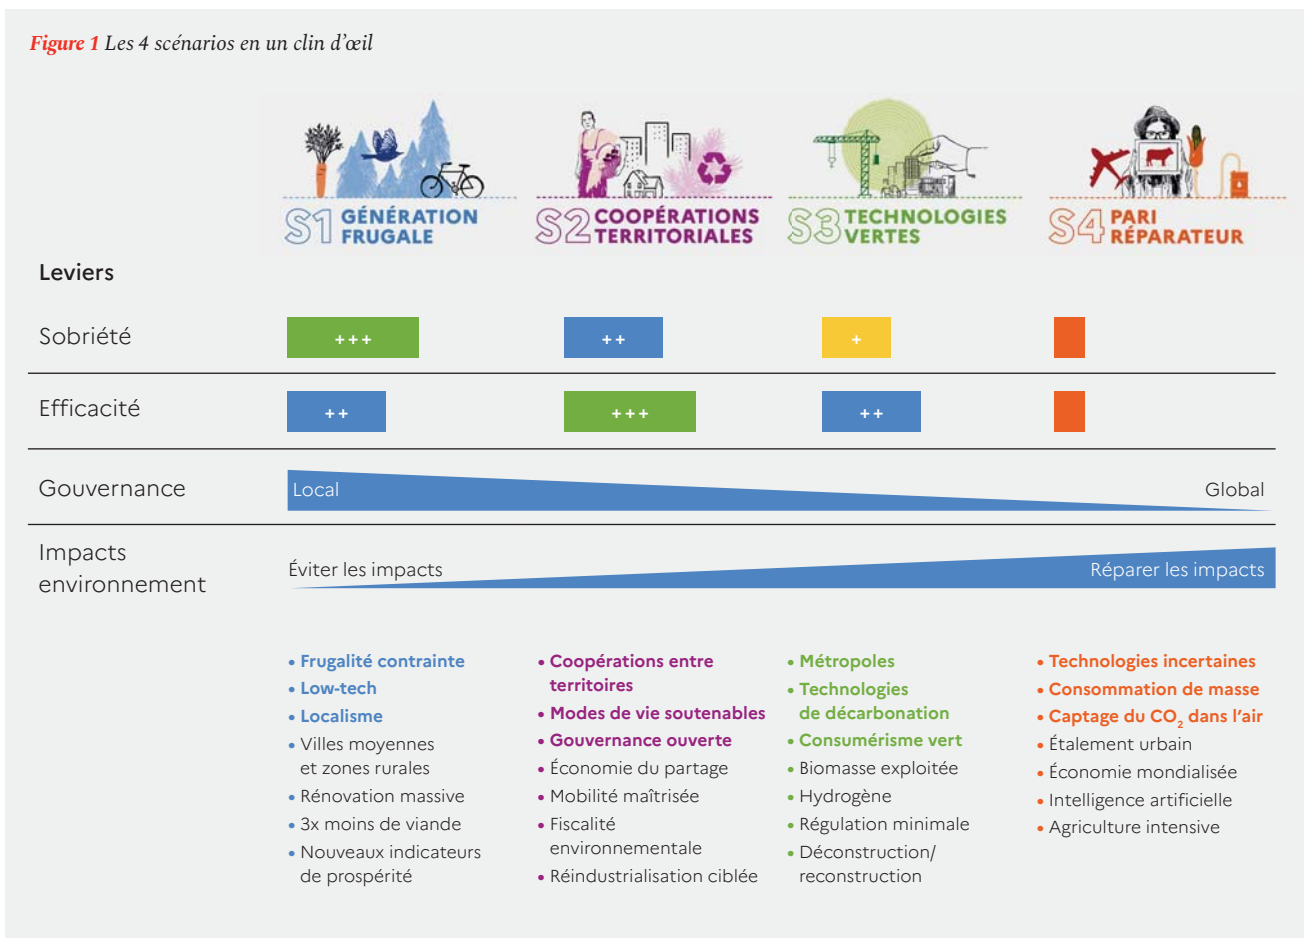 Figure 1 Les 4 scénarios en un clin d’œil
S1 GÉNÉRATION
FRUGALE
S2 COOPÉRATIONS
TERRITORIALES
S3 TECHNOLOGIES
VERTES
S4 PARI
RÉPARATEUR
Leviers
Sobriété
+++
++
+
Efficacité
++
+++
++
Gouvernance
Local
Global
Impacts
environnement
Éviter les impacts
Réparer les impacts
• Frugalité contrainte
• Low-tech
• Localisme
• Villes moyennes
et zones rurales
• Rénovation massive
• 3x moins de viande
• Nouveaux indicateurs
de prospérité
• Coopérations entre
territoires
• Modes de vie soutenables
• Gouvernance ouverte
• Économie du partage
• Mobilité maîtrisée
• Fiscalité
environnementale
• Réindustrialisation ciblée
• Métropoles
• Technologies
de décarbonation
• Consumérisme vert
• Biomasse exploitée
• Hydrogène
• Régulation minimale
• Déconstruction/
reconstruction
• Technologies incertaines
• Consommation de masse
• Captage du CO₂ dans l’air
• Étalement urbain
• Économie mondialisée
• Intelligence artificielle
• Agriculture intensive